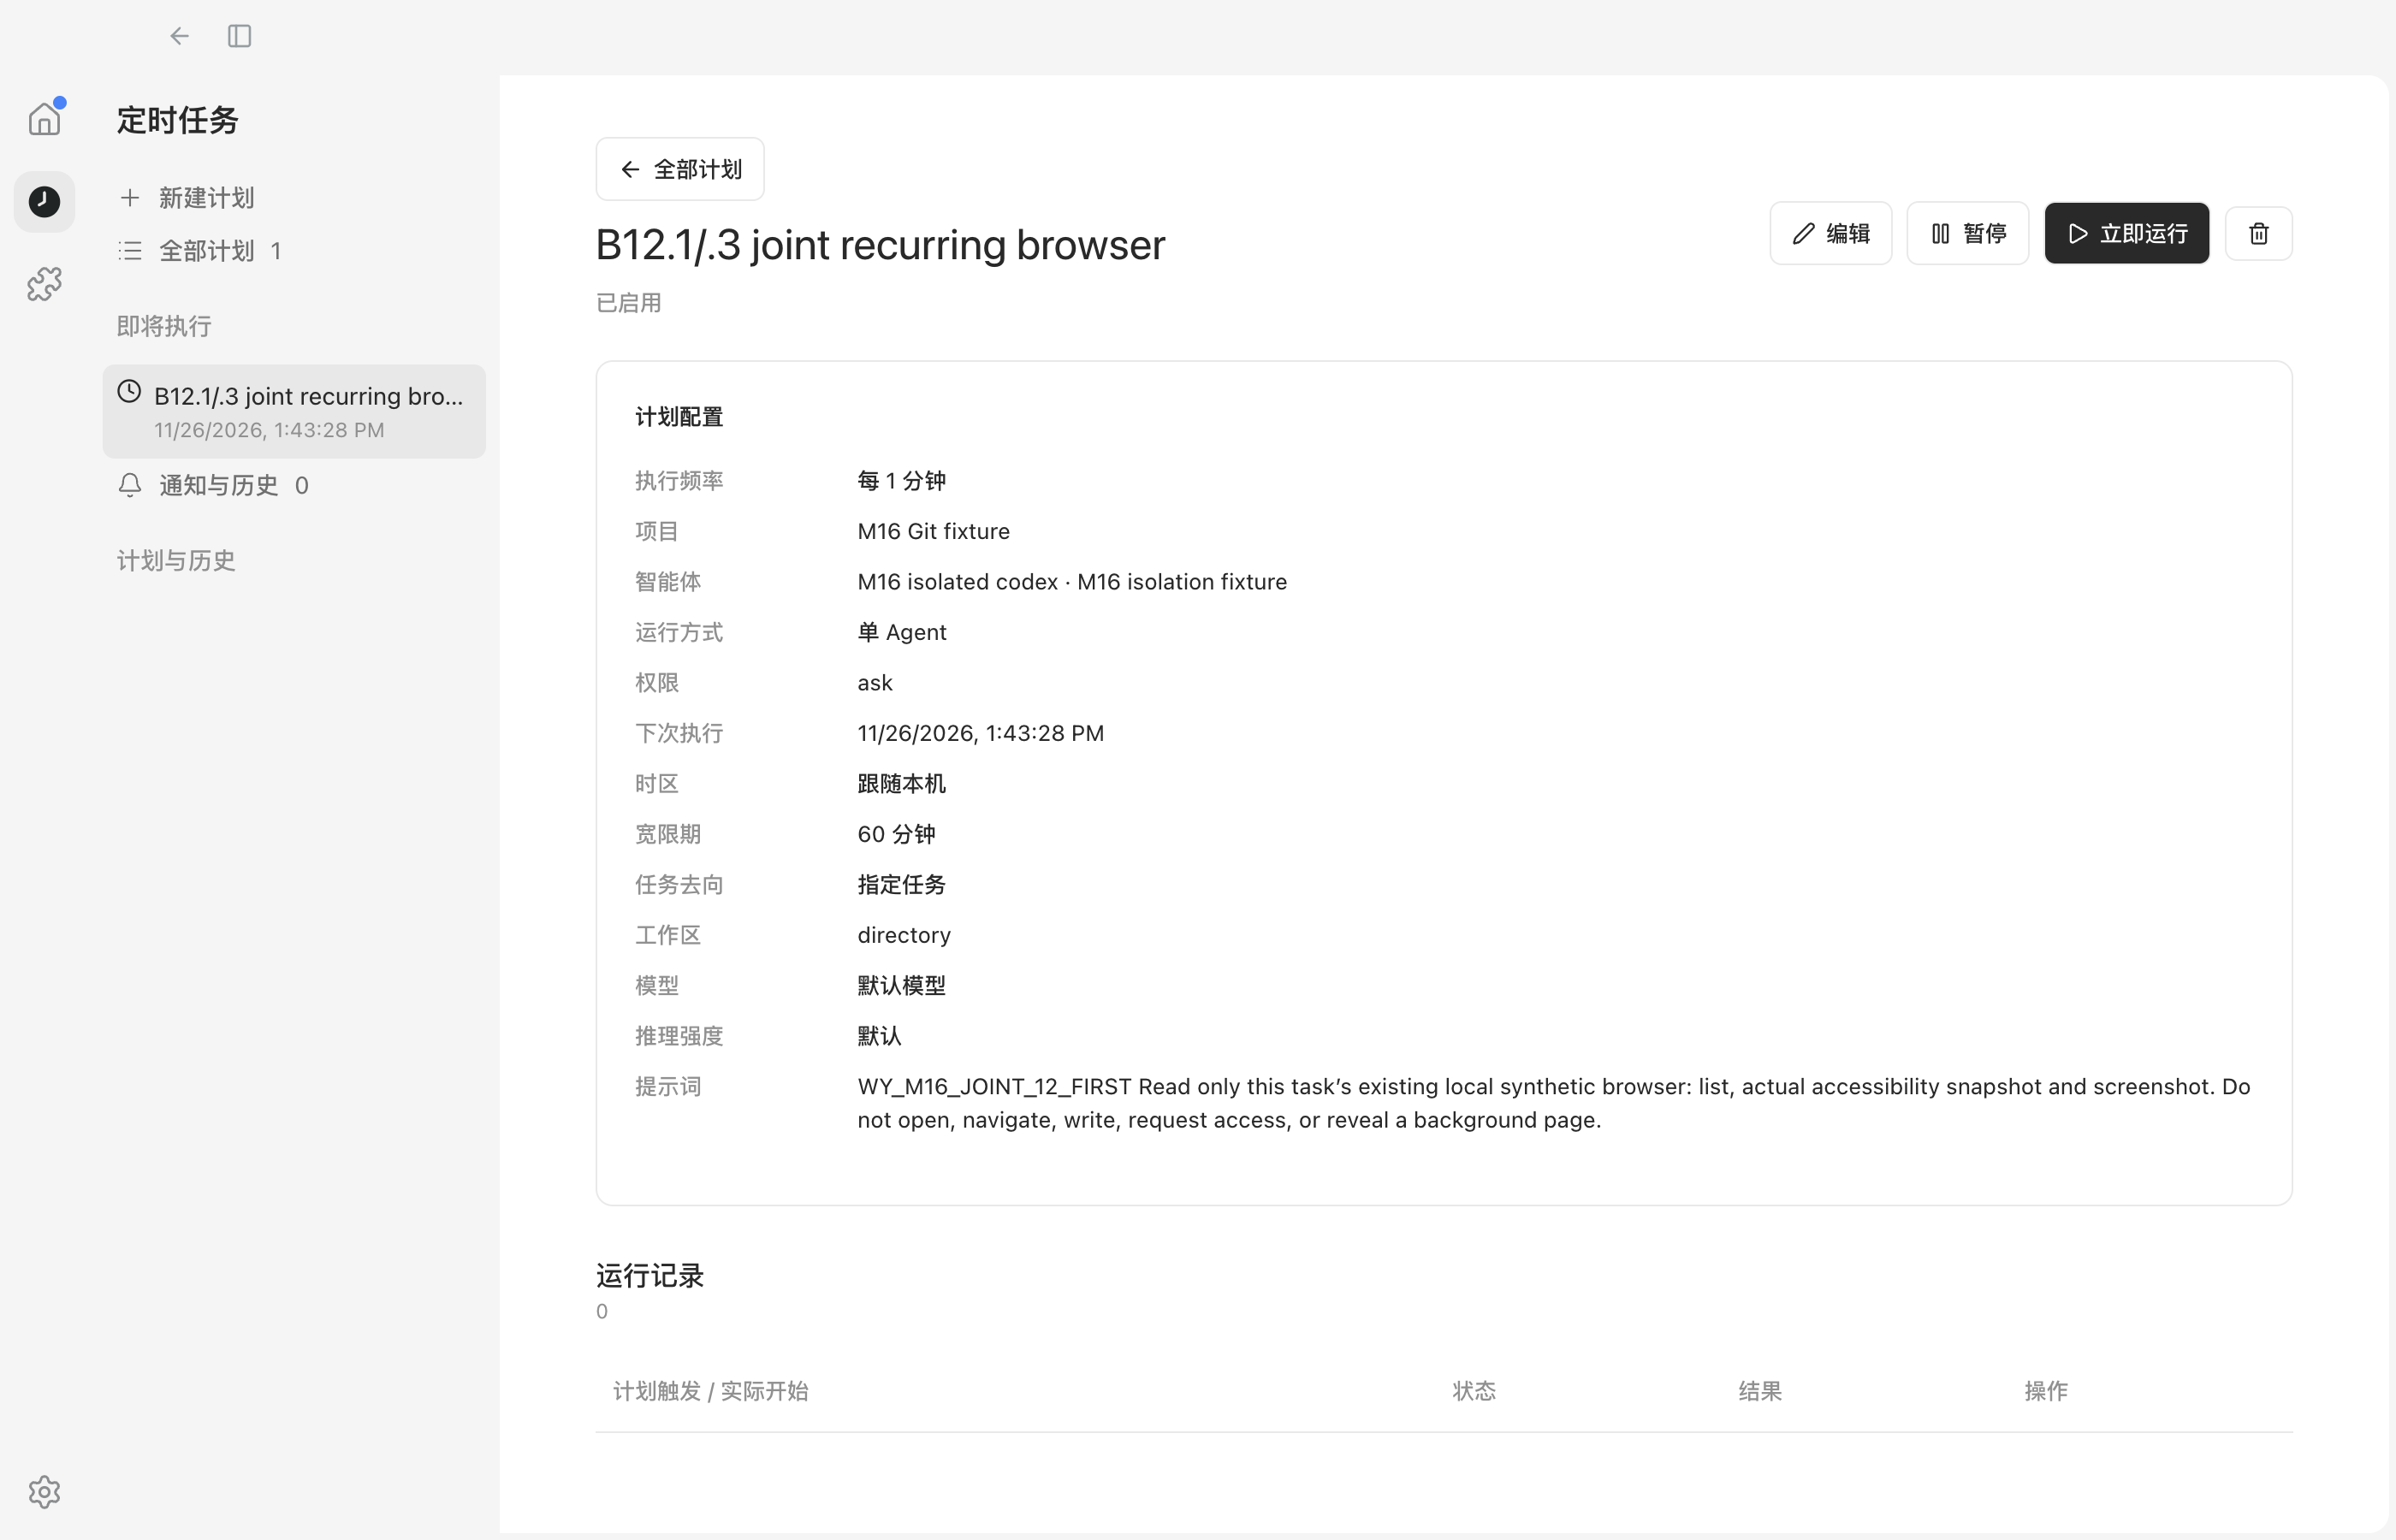 定时任务
新建计划
全部计划 1
即将执行
B12.1/.3 joint recurring bro...
11/26/2026, 1:43:28 PM
通知与历史 0
计划与历史
全部计划
B12.1/.3 joint recurring browser
已启用
编辑
暂停
立即运行
计划配置
执行频率 每 1 分钟
项目 M16 Git fixture
智能体 M16 isolated codex · M16 isolation fixture
运行方式 单 Agent
权限 ask
下次执行 11/26/2026, 1:43:28 PM
时区 跟随本机
宽限期 60 分钟
任务去向 指定任务
工作区 directory
模型 默认模型
推理强度 默认
提示词 WY_M16_JOINT_12_FIRST Read only this task’s existing local synthetic browser: list, actual accessibility snapshot and screenshot. Do
not open, navigate, write, request access, or reveal a background page.
运行记录
0
计划触发 / 实际开始 状态 结果 操作